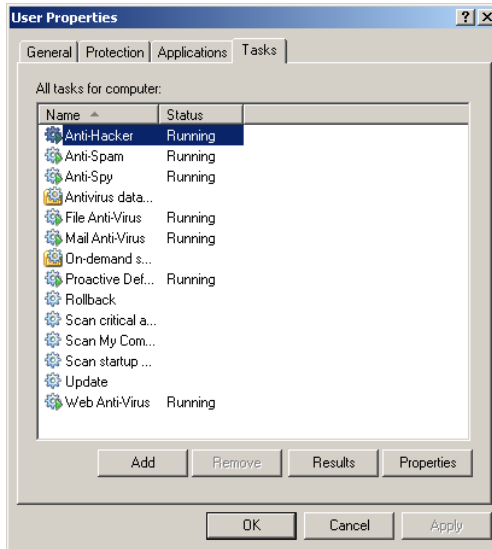 User Properties
General Protection Applications Tasks
All tasks for computer:
Name Status
Anti-Hacker Running
Anti-Spam Running
Anti-Spy Running
Antivirus data...
File Anti-Virus Running
Mail Anti-Virus Running
On-demand s...
Proactive Def... Running
Rollback
Scan critical a...
Scan My Com...
Scan startup ...
Update
Web Anti-Virus Running
Add Remove Results Properties
OK Cancel Apply